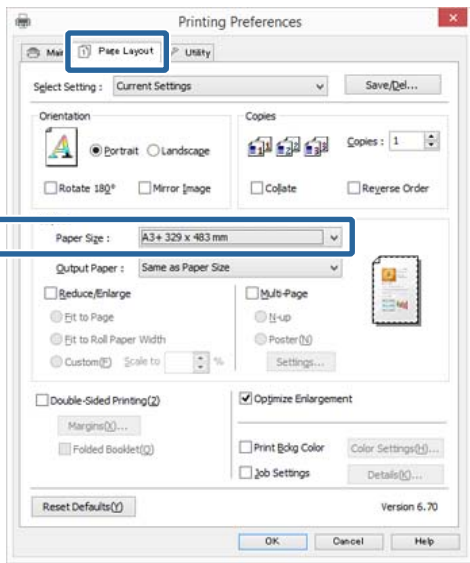 Printing Preferences
Main Page Layout Utility
Select Setting : Current Settings Save/Del...
Orientation Copies
Portrait Landscape Copies : 1
Rotate 180° Mirror Image Collate Reverse Order
Paper Size : A3+ 329 x 483 mm
Output Paper : Same as Paper Size
Reduce/Enlarge Multi-Page
Fit to Page N-up
Fit to Roll Paper Width Poster(N)
Custom(F) Scale to % Settings...
Double-Sided Printing(2) Optimize Enlargement
Margins(X)...
Folded Booklet(O) Print Bckg Color Color Settings(H)...
Job Settings Details(K)...
Reset Defaults(Y) Version 6.70
OK Cancel Help